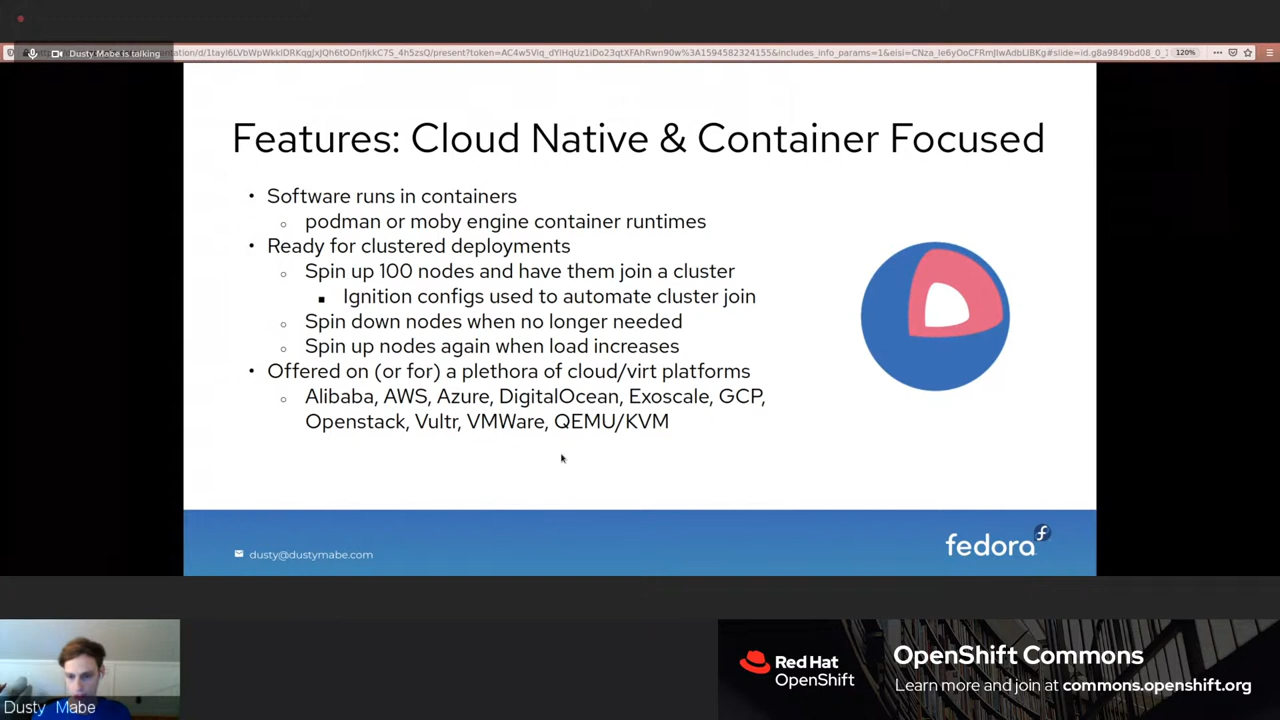 Dusty Mabe is talking
120%
Features: Cloud Native & Container Focused
• Software runs in containers
○ podman or moby engine container runtimes
• Ready for clustered deployments
○ Spin up 100 nodes and have them join a cluster
■ Ignition configs used to automate cluster join
○ Spin down nodes when no longer needed
○ Spin up nodes again when load increases
• Offered on (or for) a plethora of cloud/virt platforms
○ Alibaba, AWS, Azure, DigitalOcean, Exoscale, GCP,
Openstack, Vultr, VMWare, QEMU/KVM
dusty@dustymabe.com
fedora
Dusty Mabe
Red Hat
OpenShift
OpenShift Commons
Learn more and join at commons.openshift.org